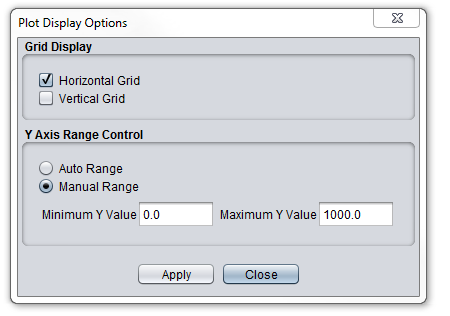 Plot Display Options
Grid Display
Horizontal Grid
Vertical Grid
Y Axis Range Control
Auto Range
Manual Range
Minimum Y Value 0.0 Maximum Y Value 1000.0
Apply Close